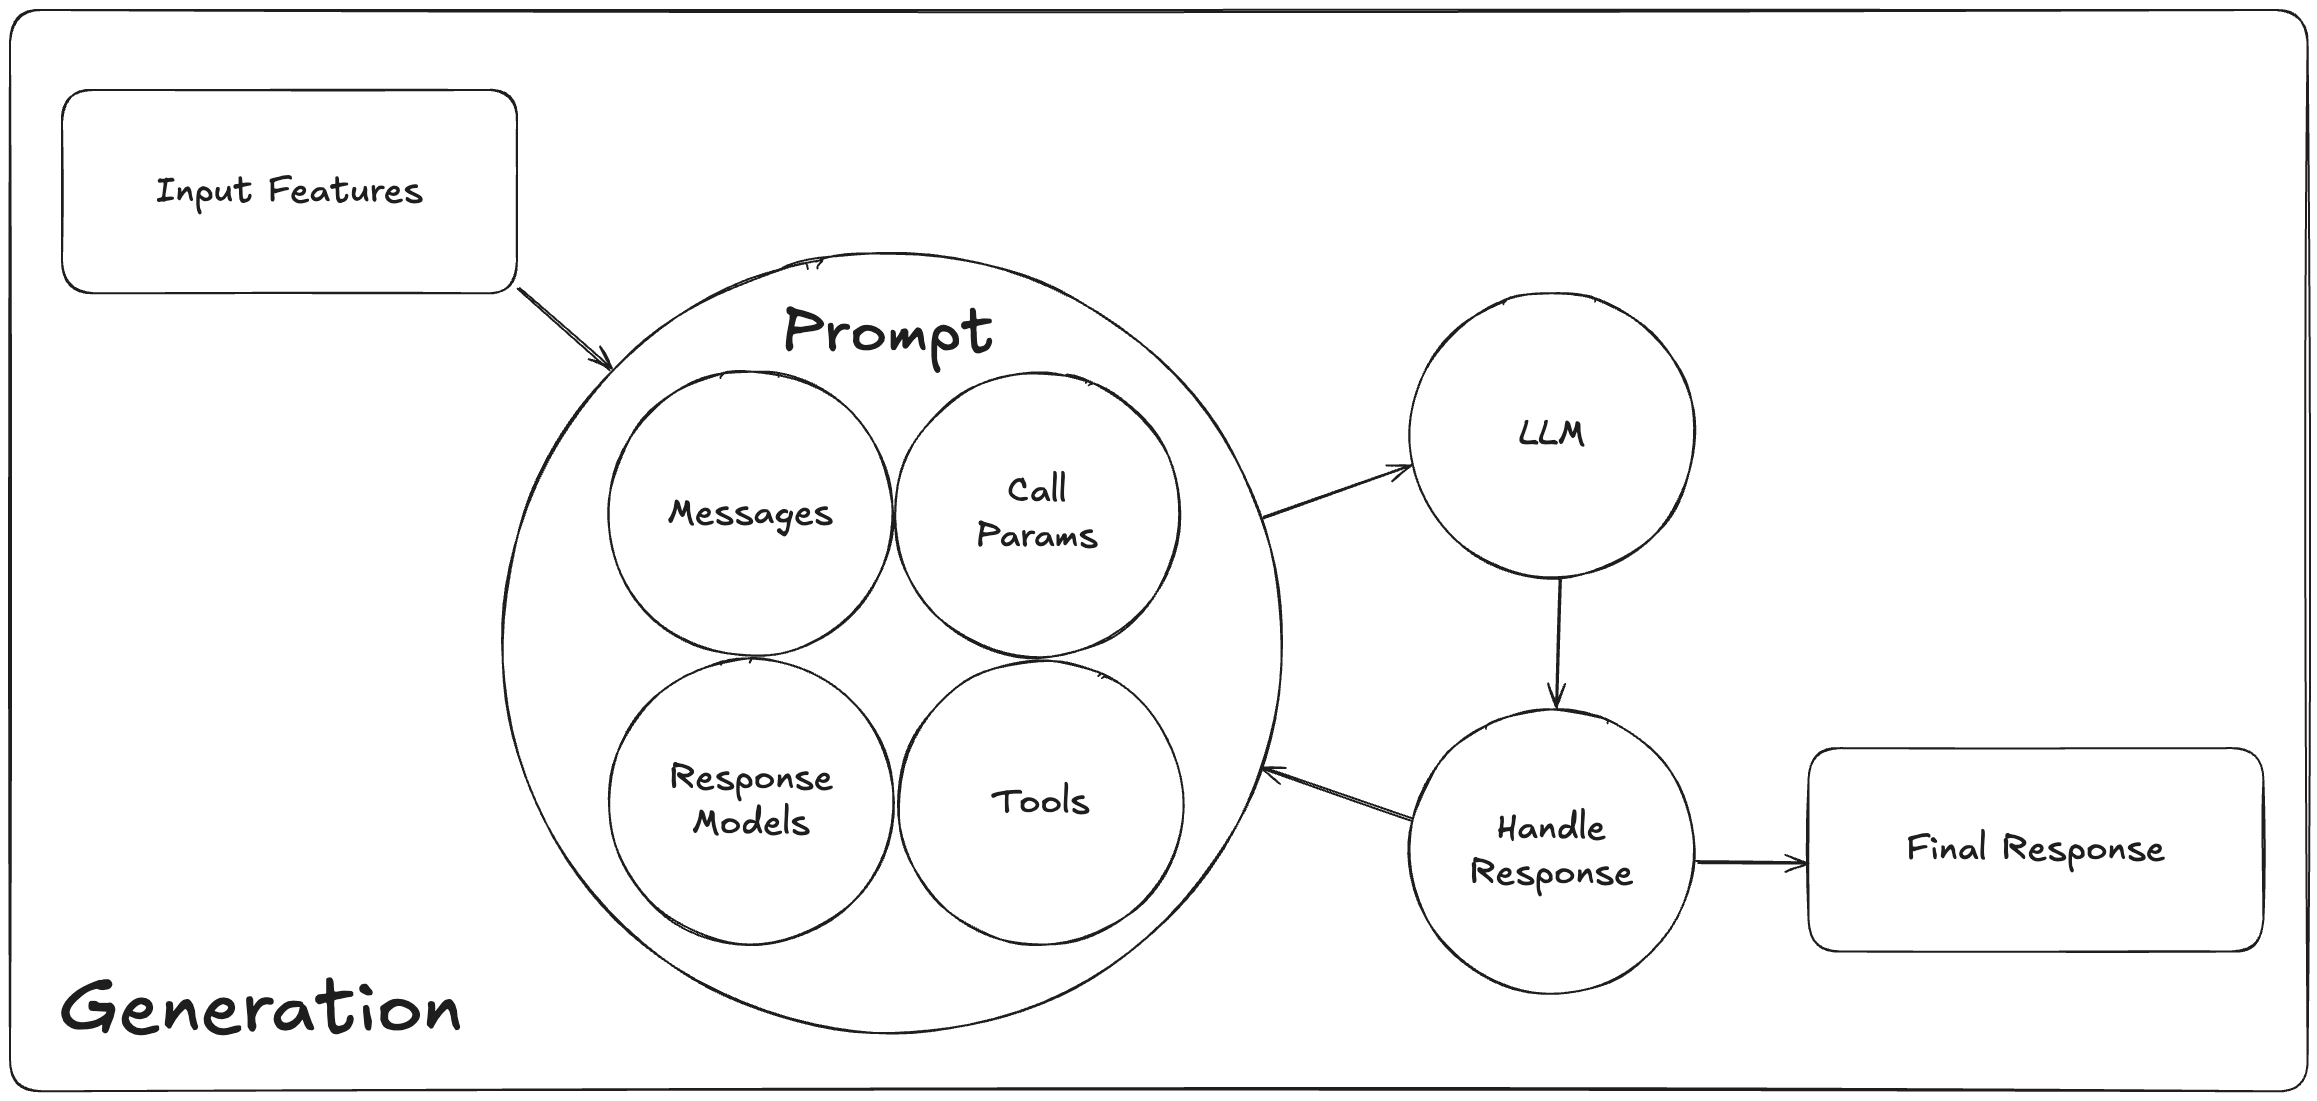 Input Features
Prompt
Messages
Call
Params
Response
Models
Tools
LLM
Handle
Response
Final Response
Generation